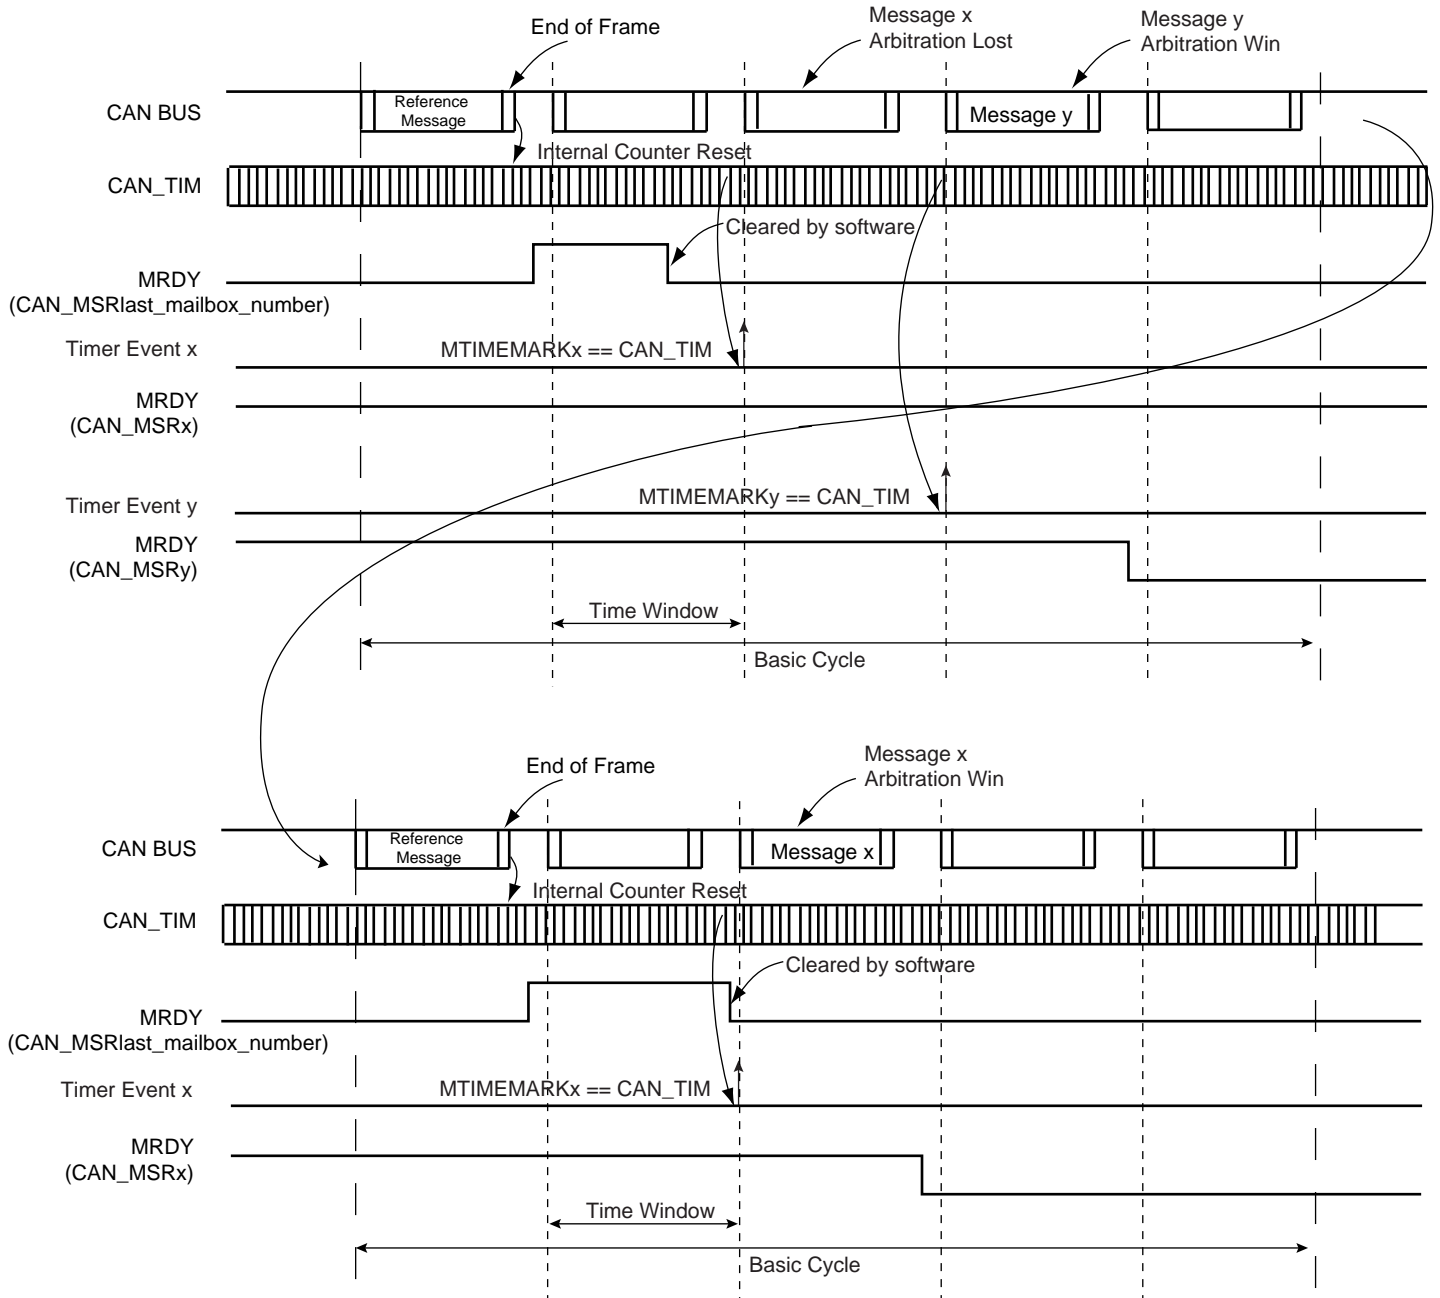 End of Frame
Message x
Arbitration Lost
Message y
Arbitration Win
CAN BUS
Reference
Message
Message y
Internal Counter Reset
CAN_TIM
Cleared by software
MRDY
(CAN_MSRlast_mailbox_number)
Timer Event x
MTIMEMARKx == CAN_TIM
MRDY
(CAN_MSRx)
Timer Event y
MTIMEMARKy == CAN_TIM
MRDY
(CAN_MSRy)
Time Window
Basic Cycle
End of Frame
Message x
Arbitration Win
CAN BUS
Reference
Message
Message x
Internal Counter Reset
CAN_TIM
Cleared by software
MRDY
(CAN_MSRlast_mailbox_number)
Timer Event x
MTIMEMARKx == CAN_TIM
MRDY
(CAN_MSRx)
Time Window
Basic Cycle